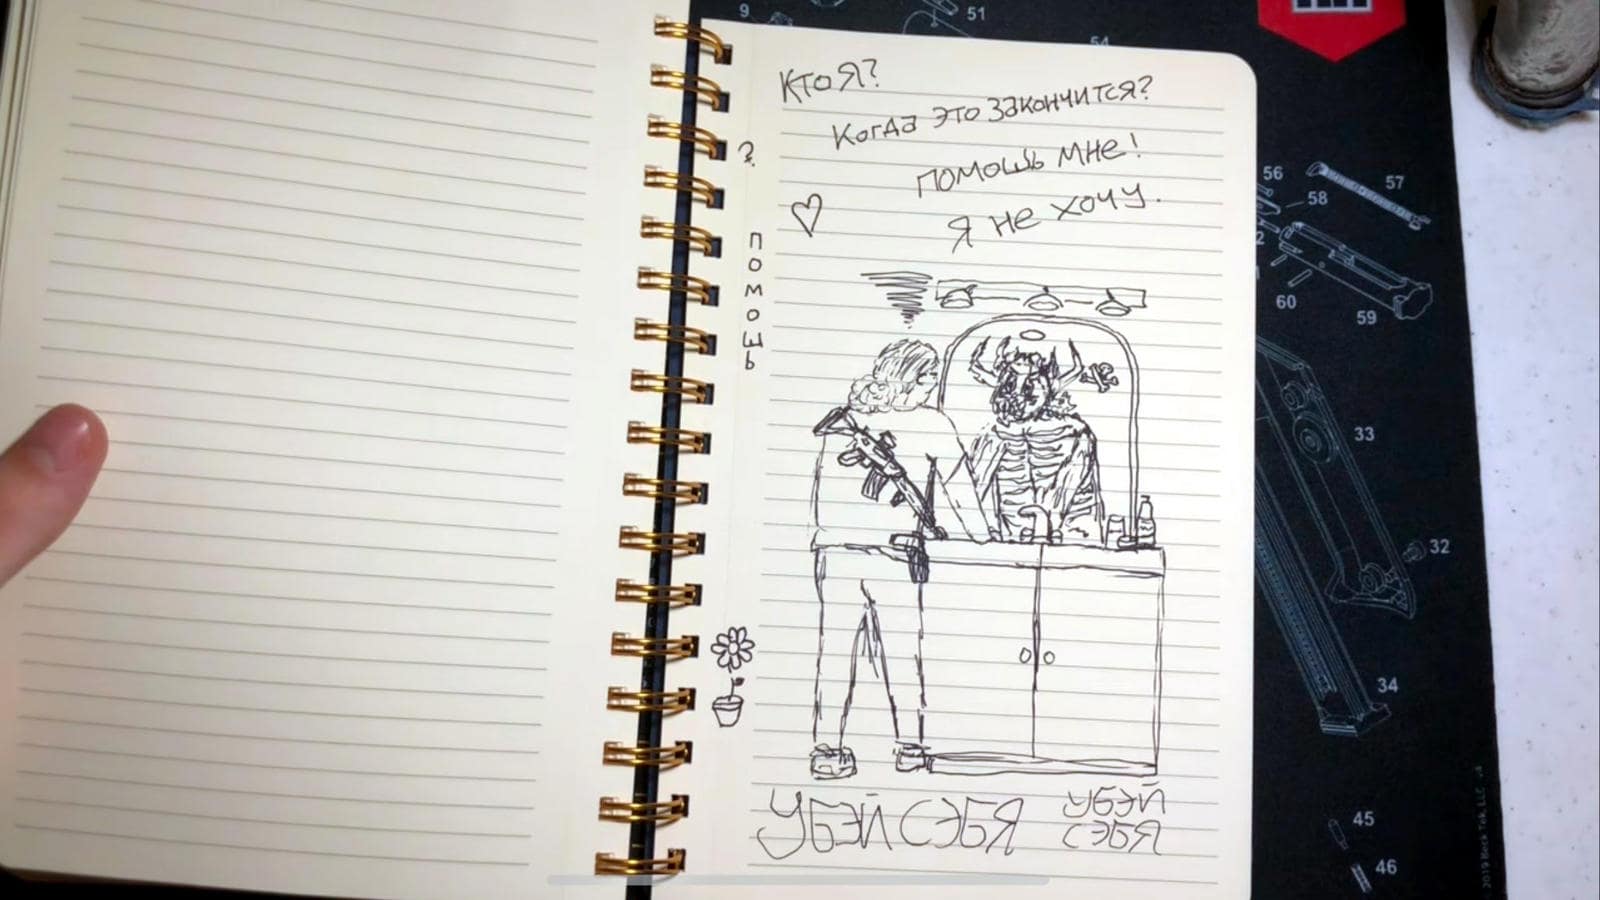 Кто Я?
Когда это закончится?
помошь мне!
Я не хочу.
?
помошь
УБЭЙ СЭБЯ
УБЭЙ
СЭБЯ
9
51
54
56
57
58
60
59
33
32
34
45
46
2019 Beck Tek, LLC